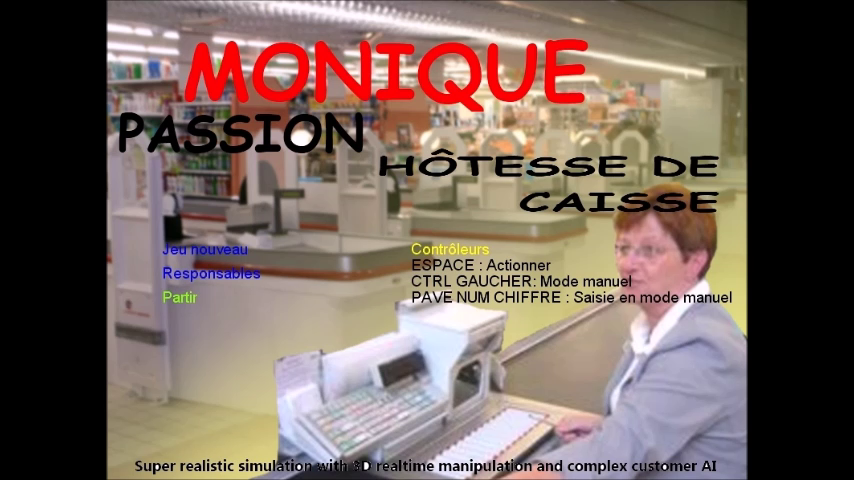 MONIQUE
PASSION
HÔTESSE DE
CAISSE
Jeu nouveau
Responsables
Partir
Contrôleurs
ESPACE : Actionner
CTRL GAUCHER: Mode manuel
PAVE NUM CHIFFRE : Saisie en mode manuel
Super realistic simulation with 3D realtime manipulation and complex customer AI